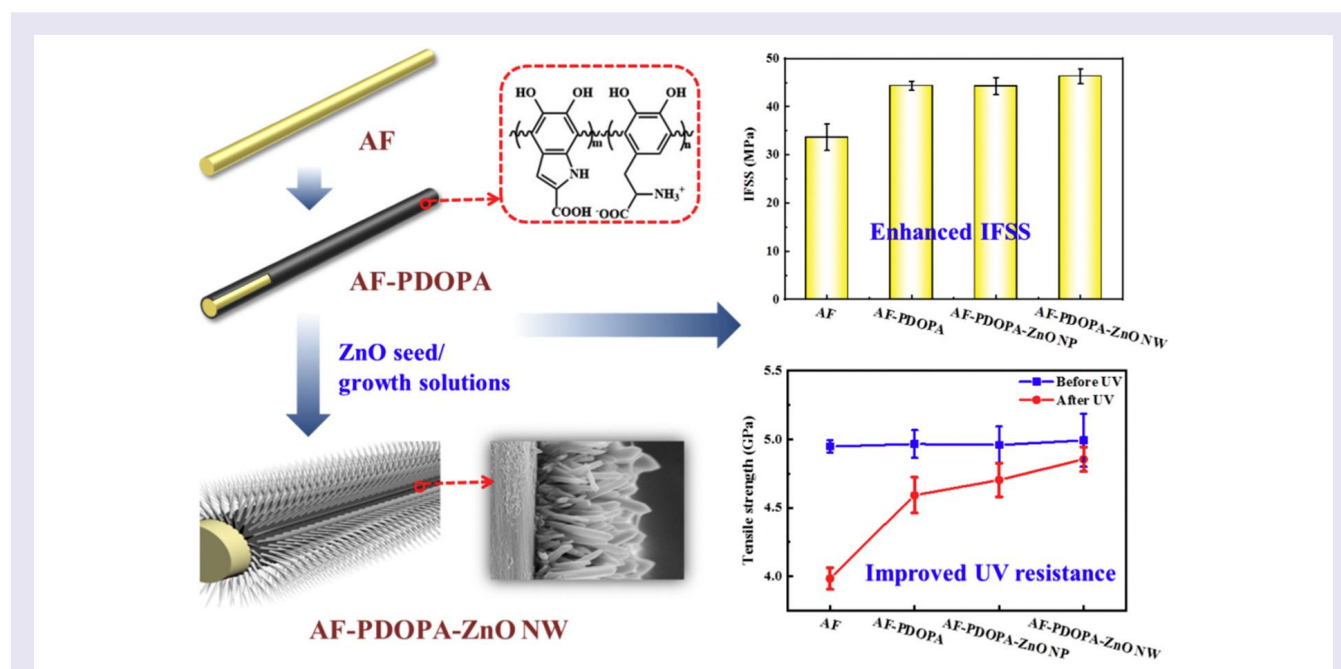 AF
AF-PDOPA
ZnO seed/
growth solutions
AF-PDOPA-ZnO NW
HO OH HO OH
m n
NH
NH₃⁺
COOH ⁻OOC
50
40
30
20
10
0
IFSS (MPa)
Enhanced IFSS
AF
AF-PDOPA
AF-PDOPA-ZnO NP
AF-PDOPA-ZnO NW
5.5
5.0
4.5
4.0
Tensile strength (GPa)
Before UV
After UV
Improved UV resistance
AF
AF-PDOPA
AF-PDOPA-ZnO NP
AF-PDOPA-ZnO NW